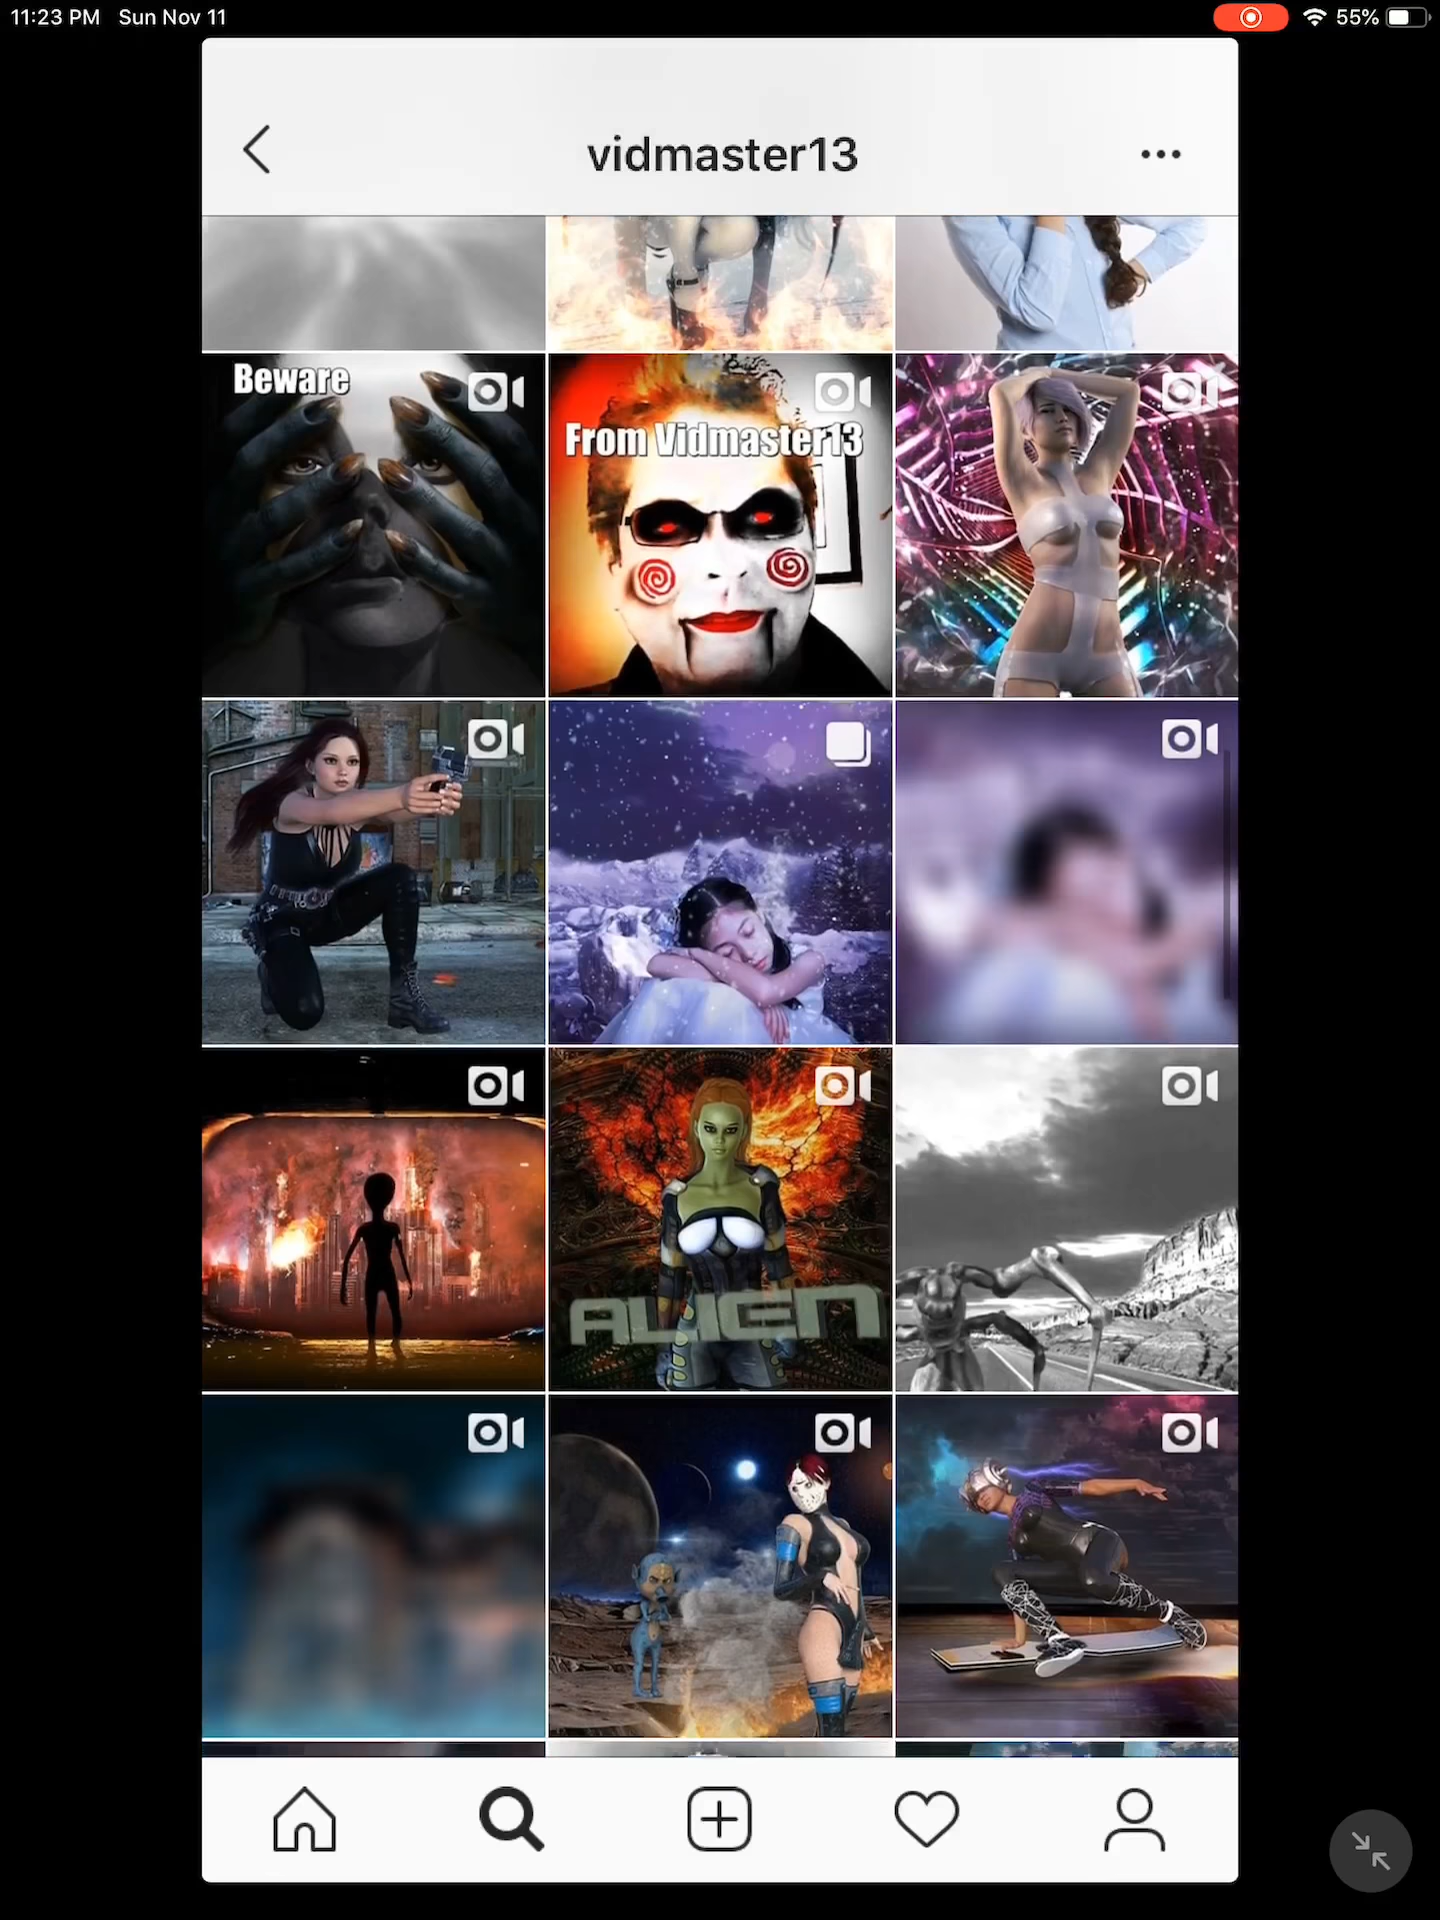 11:23 PM Sun Nov 11
55%
vidmaster13
Beware
From Vidmaster13
ALIEN